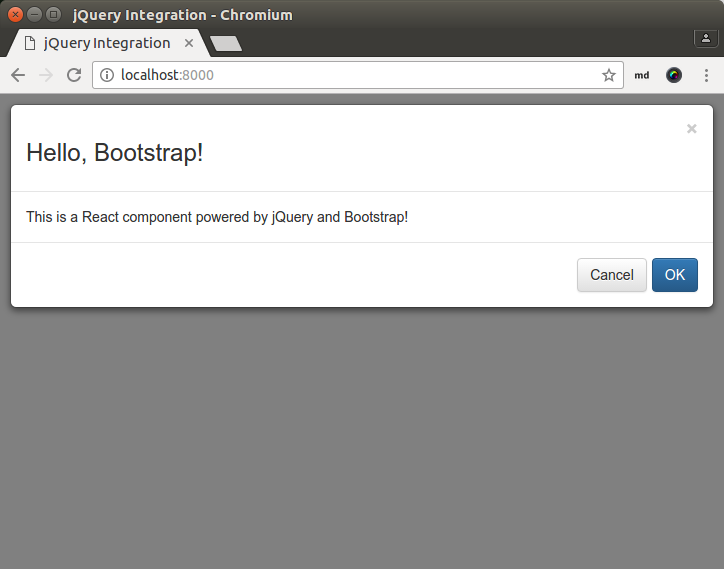 jQuery Integration - Chromium
jQuery Integration
localhost:8000
md
×
Hello, Bootstrap!
This is a React component powered by jQuery and Bootstrap!
Cancel OK